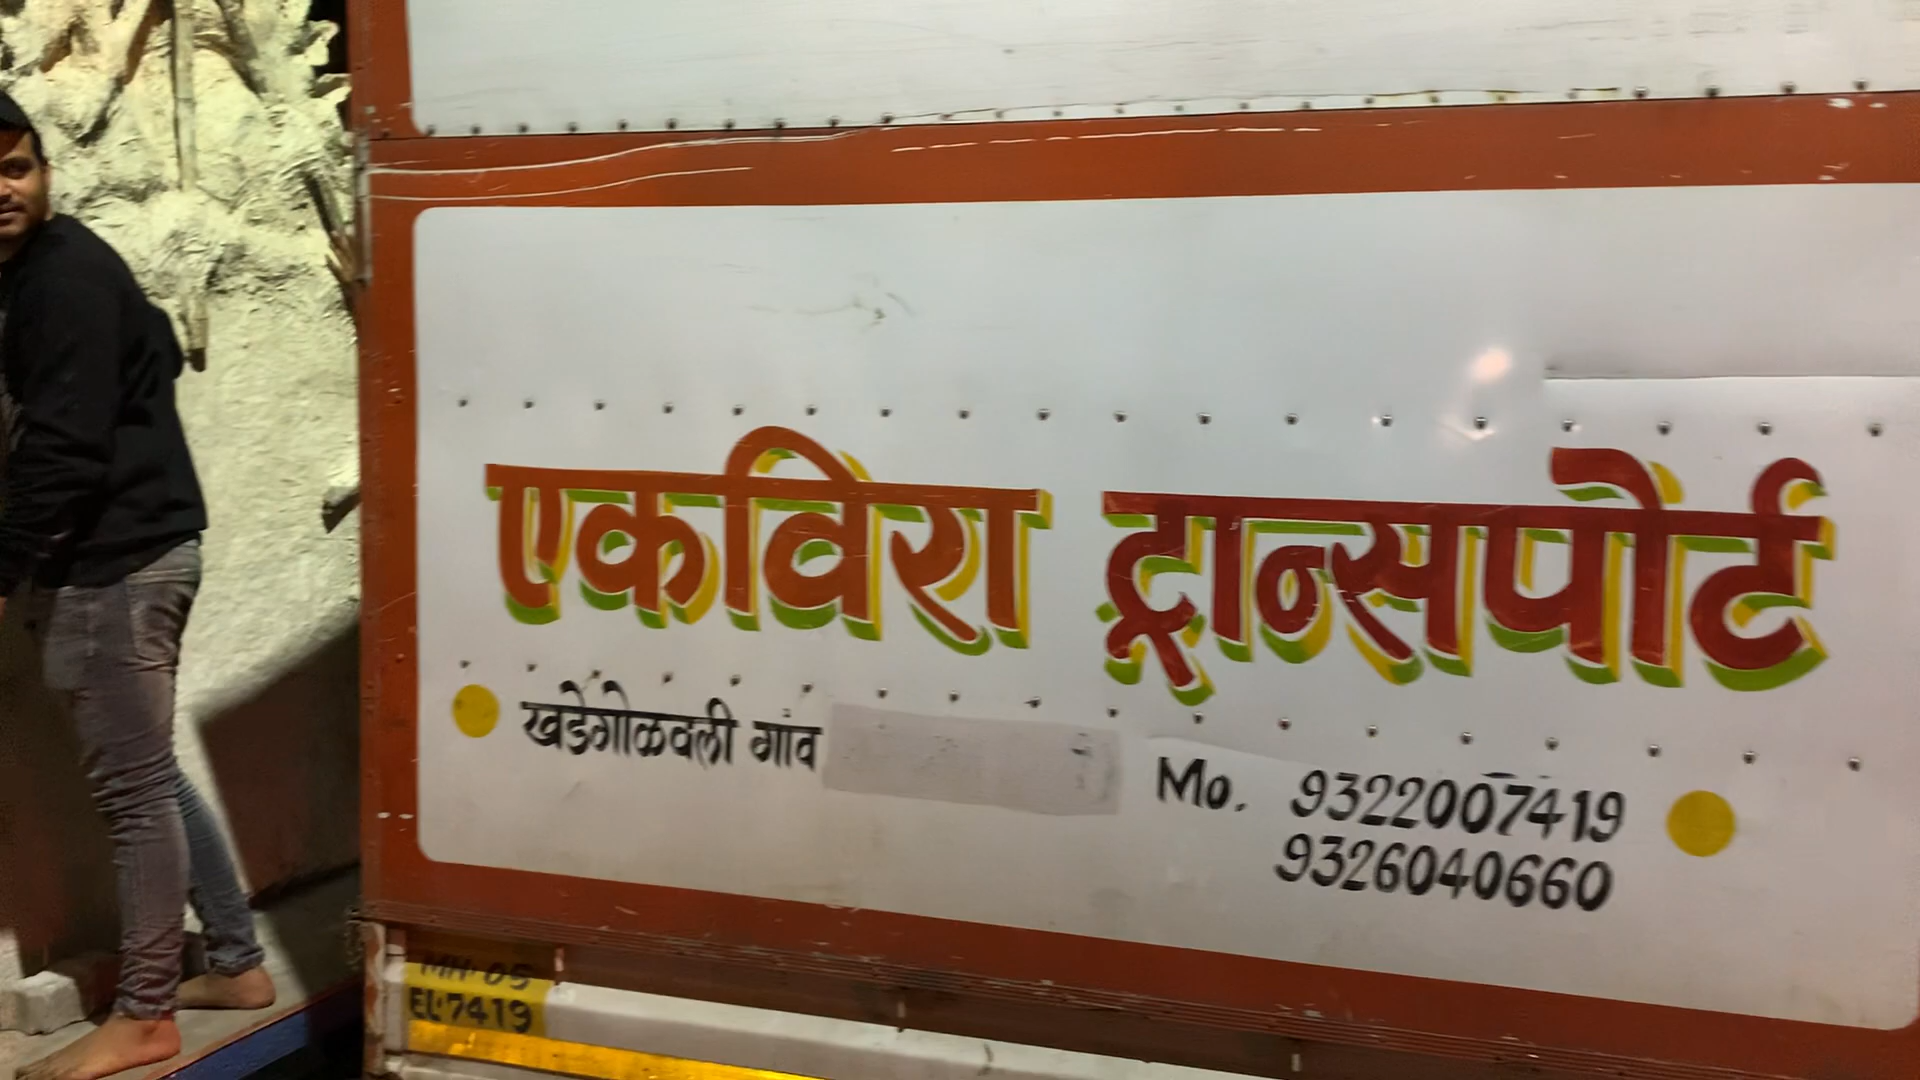 एकविरा ट्रान्सपोर्ट
खडेगोळवली गांव
Mo. 9322007419
9326040660
MH·05
EL·7419